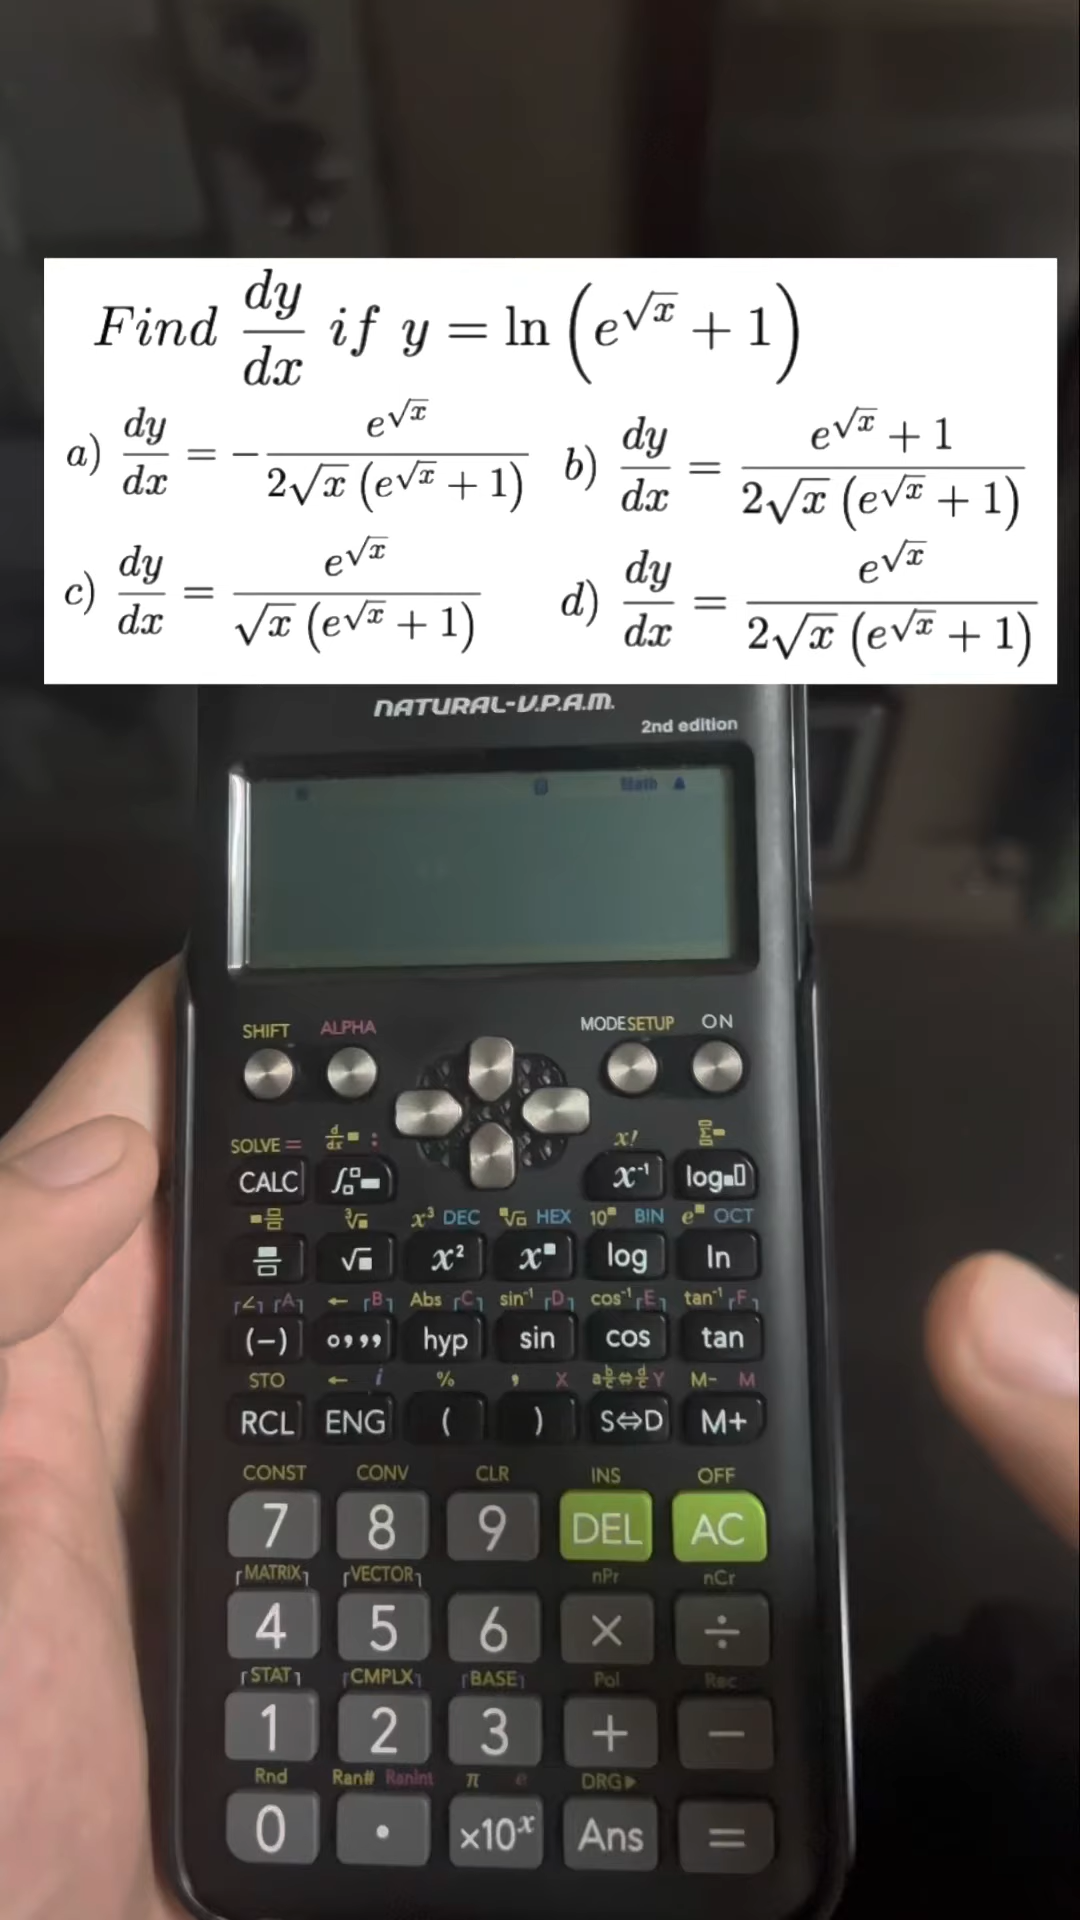 Find dy/dx if y = ln(e^√x + 1)
a) dy/dx = -e^√x / 2√x (e^√x + 1) b) dy/dx = e^√x + 1 / 2√x (e^√x + 1)
c) dy/dx = e^√x / √x (e^√x + 1) d) dy/dx = e^√x / 2√x (e^√x + 1)
NATURAL-V.P.A.M.
2nd edition
Math ▲
SHIFT ALPHA MODE SETUP ON
SOLVE = d/dx■ : x! Σ■
CALC ∫■ x⁻¹ log■□
■■/□ ³√■ x³ DEC ■√□ HEX 10■ BIN e■ OCT
■/□ √■ x² x■ log ln
∠ A ← B Abs C sin⁻¹ D cos⁻¹ E tan⁻¹ F
(−) °,,, hyp sin cos tan
STO ← i % , X a b/c⇔d/c Y M− M
RCL ENG ( ) S⇔D M+
CONST CONV CLR INS OFF
7 8 9 DEL AC
MATRIX VECTOR nPr nCr
4 5 6 × ÷
STAT CMPLX BASE Pol Rec
1 2 3 + −
Rnd Ran# RanInt π e DRG▶
0 . ×10ˣ Ans =